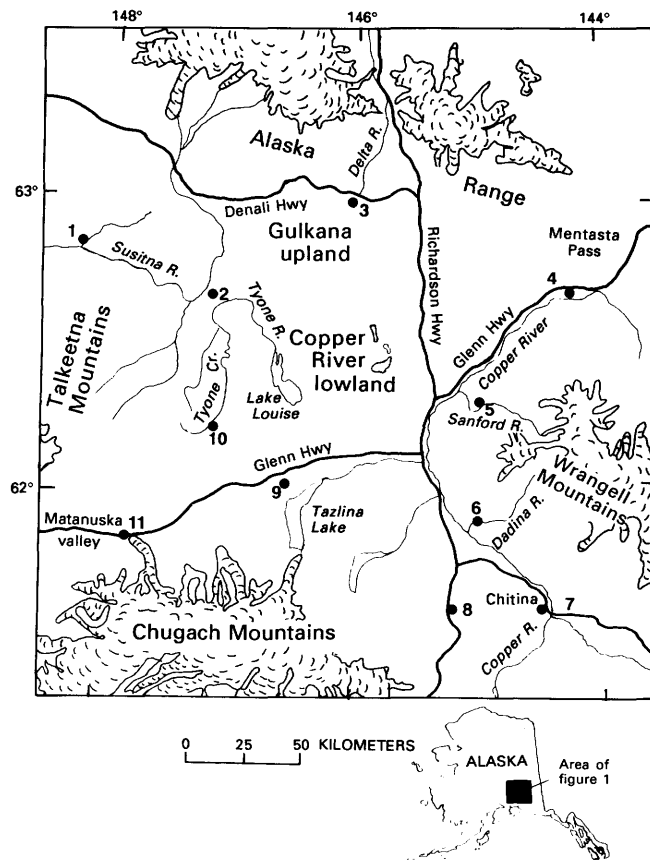 148°
146°
144°
Alaska
Delta R.
Range
63°
Denali Hwy
3
Gulkana
upland
Mentasta
Pass
1
Susitna R.
2
Tyone R.
Richardson Hwy
4
Glenn Hwy
Copper River
Talkeetna
Mountains
Copper
River
lowland
Tyone Cr.
Lake
Louise
5
Sanford R.
10
Glenn Hwy
Wrangell
Mountains
62°
9
Tazlina
Lake
6
Dadina R.
Matanuska
valley
11
Chitina
7
8
Copper R.
Chugach Mountains
0 25 50 KILOMETERS
ALASKA
Area of
figure 1